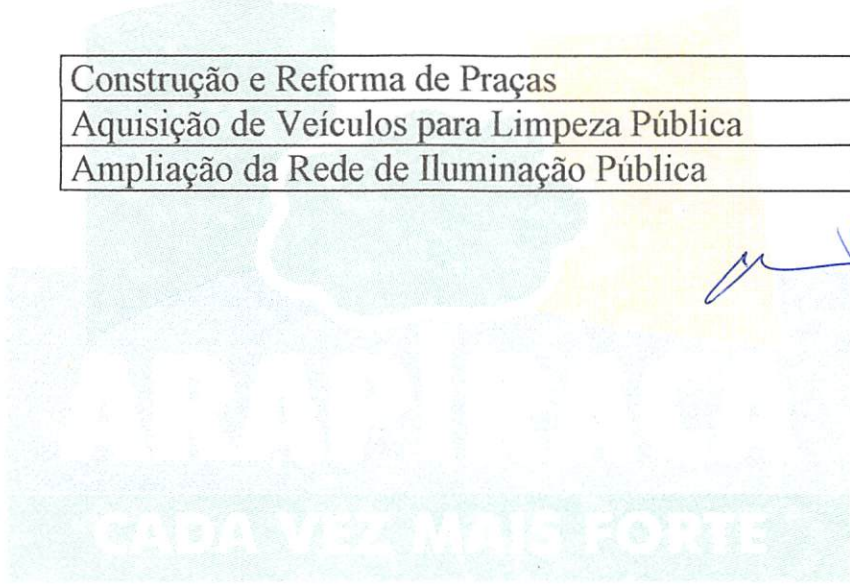 Construção e Reforma de Praças
Aquisição de Veículos para Limpeza Pública
Ampliação da Rede de Iluminação Pública
ARAPIRACA
CADA VEZ MAIS FORTE